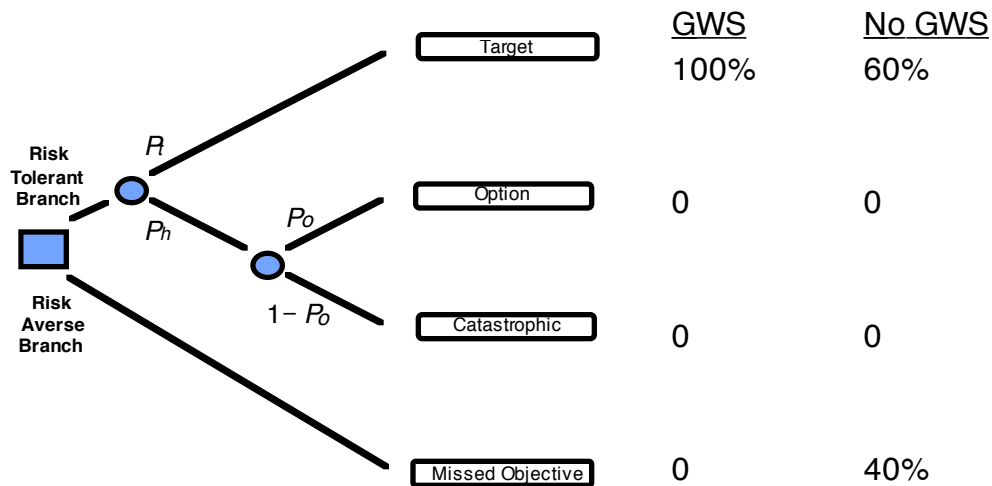 GWS No GWS
Target
100% 60%
Pt
Risk
Tolerant
Branch
Option
0 0
Po
Ph
Risk
Averse
Branch
1− Po
Catastrophic
0 0
Missed Objective
0 40%